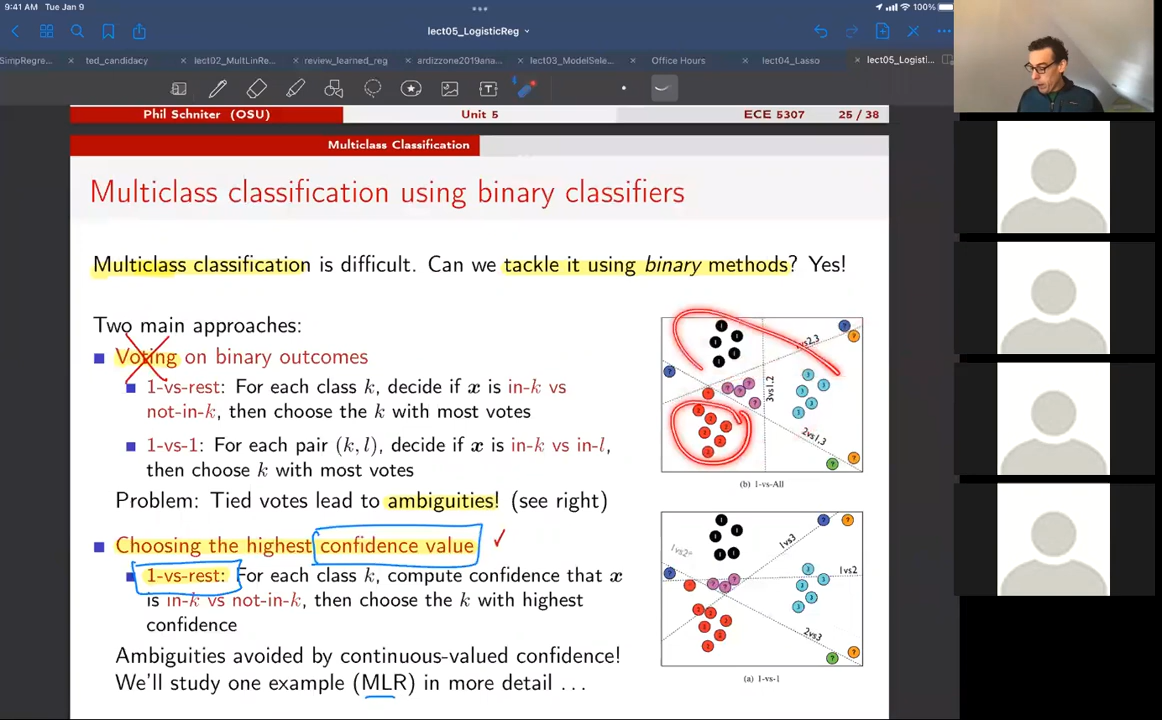 9:41 AM Tue Jan 9
100%
lect05_LogisticReg
SimpRegre...
ted_candidacy
lect02_MultLinRe...
review_learned_reg
ardizzone2019ana...
lect03_ModelSele...
Office Hours
lect04_Lasso
lect05_Logisti...
Phil Schniter (OSU) Unit 5 ECE 5307 25 / 38
Multiclass Classification
Multiclass classification using binary classifiers
Multiclass classification is difficult. Can we tackle it using binary methods? Yes!
Two main approaches:
Voting on binary outcomes
1-vs-rest: For each class k, decide if x is in-k vs
not-in-k, then choose the k with most votes
1-vs-1: For each pair (k, l), decide if x is in-k vs in-l,
then choose k with most votes
Problem: Tied votes lead to ambiguities! (see right)
Choosing the highest confidence value
1-vs-rest: For each class k, compute confidence that x
is in-k vs not-in-k, then choose the k with highest
confidence
Ambiguities avoided by continuous-valued confidence!
We'll study one example (MLR) in more detail ...
3vs1,2
2vs1,3
(b) 1-vs-All
1vs2
1vs3
1vs2
2vs3
(a) 1-vs-1